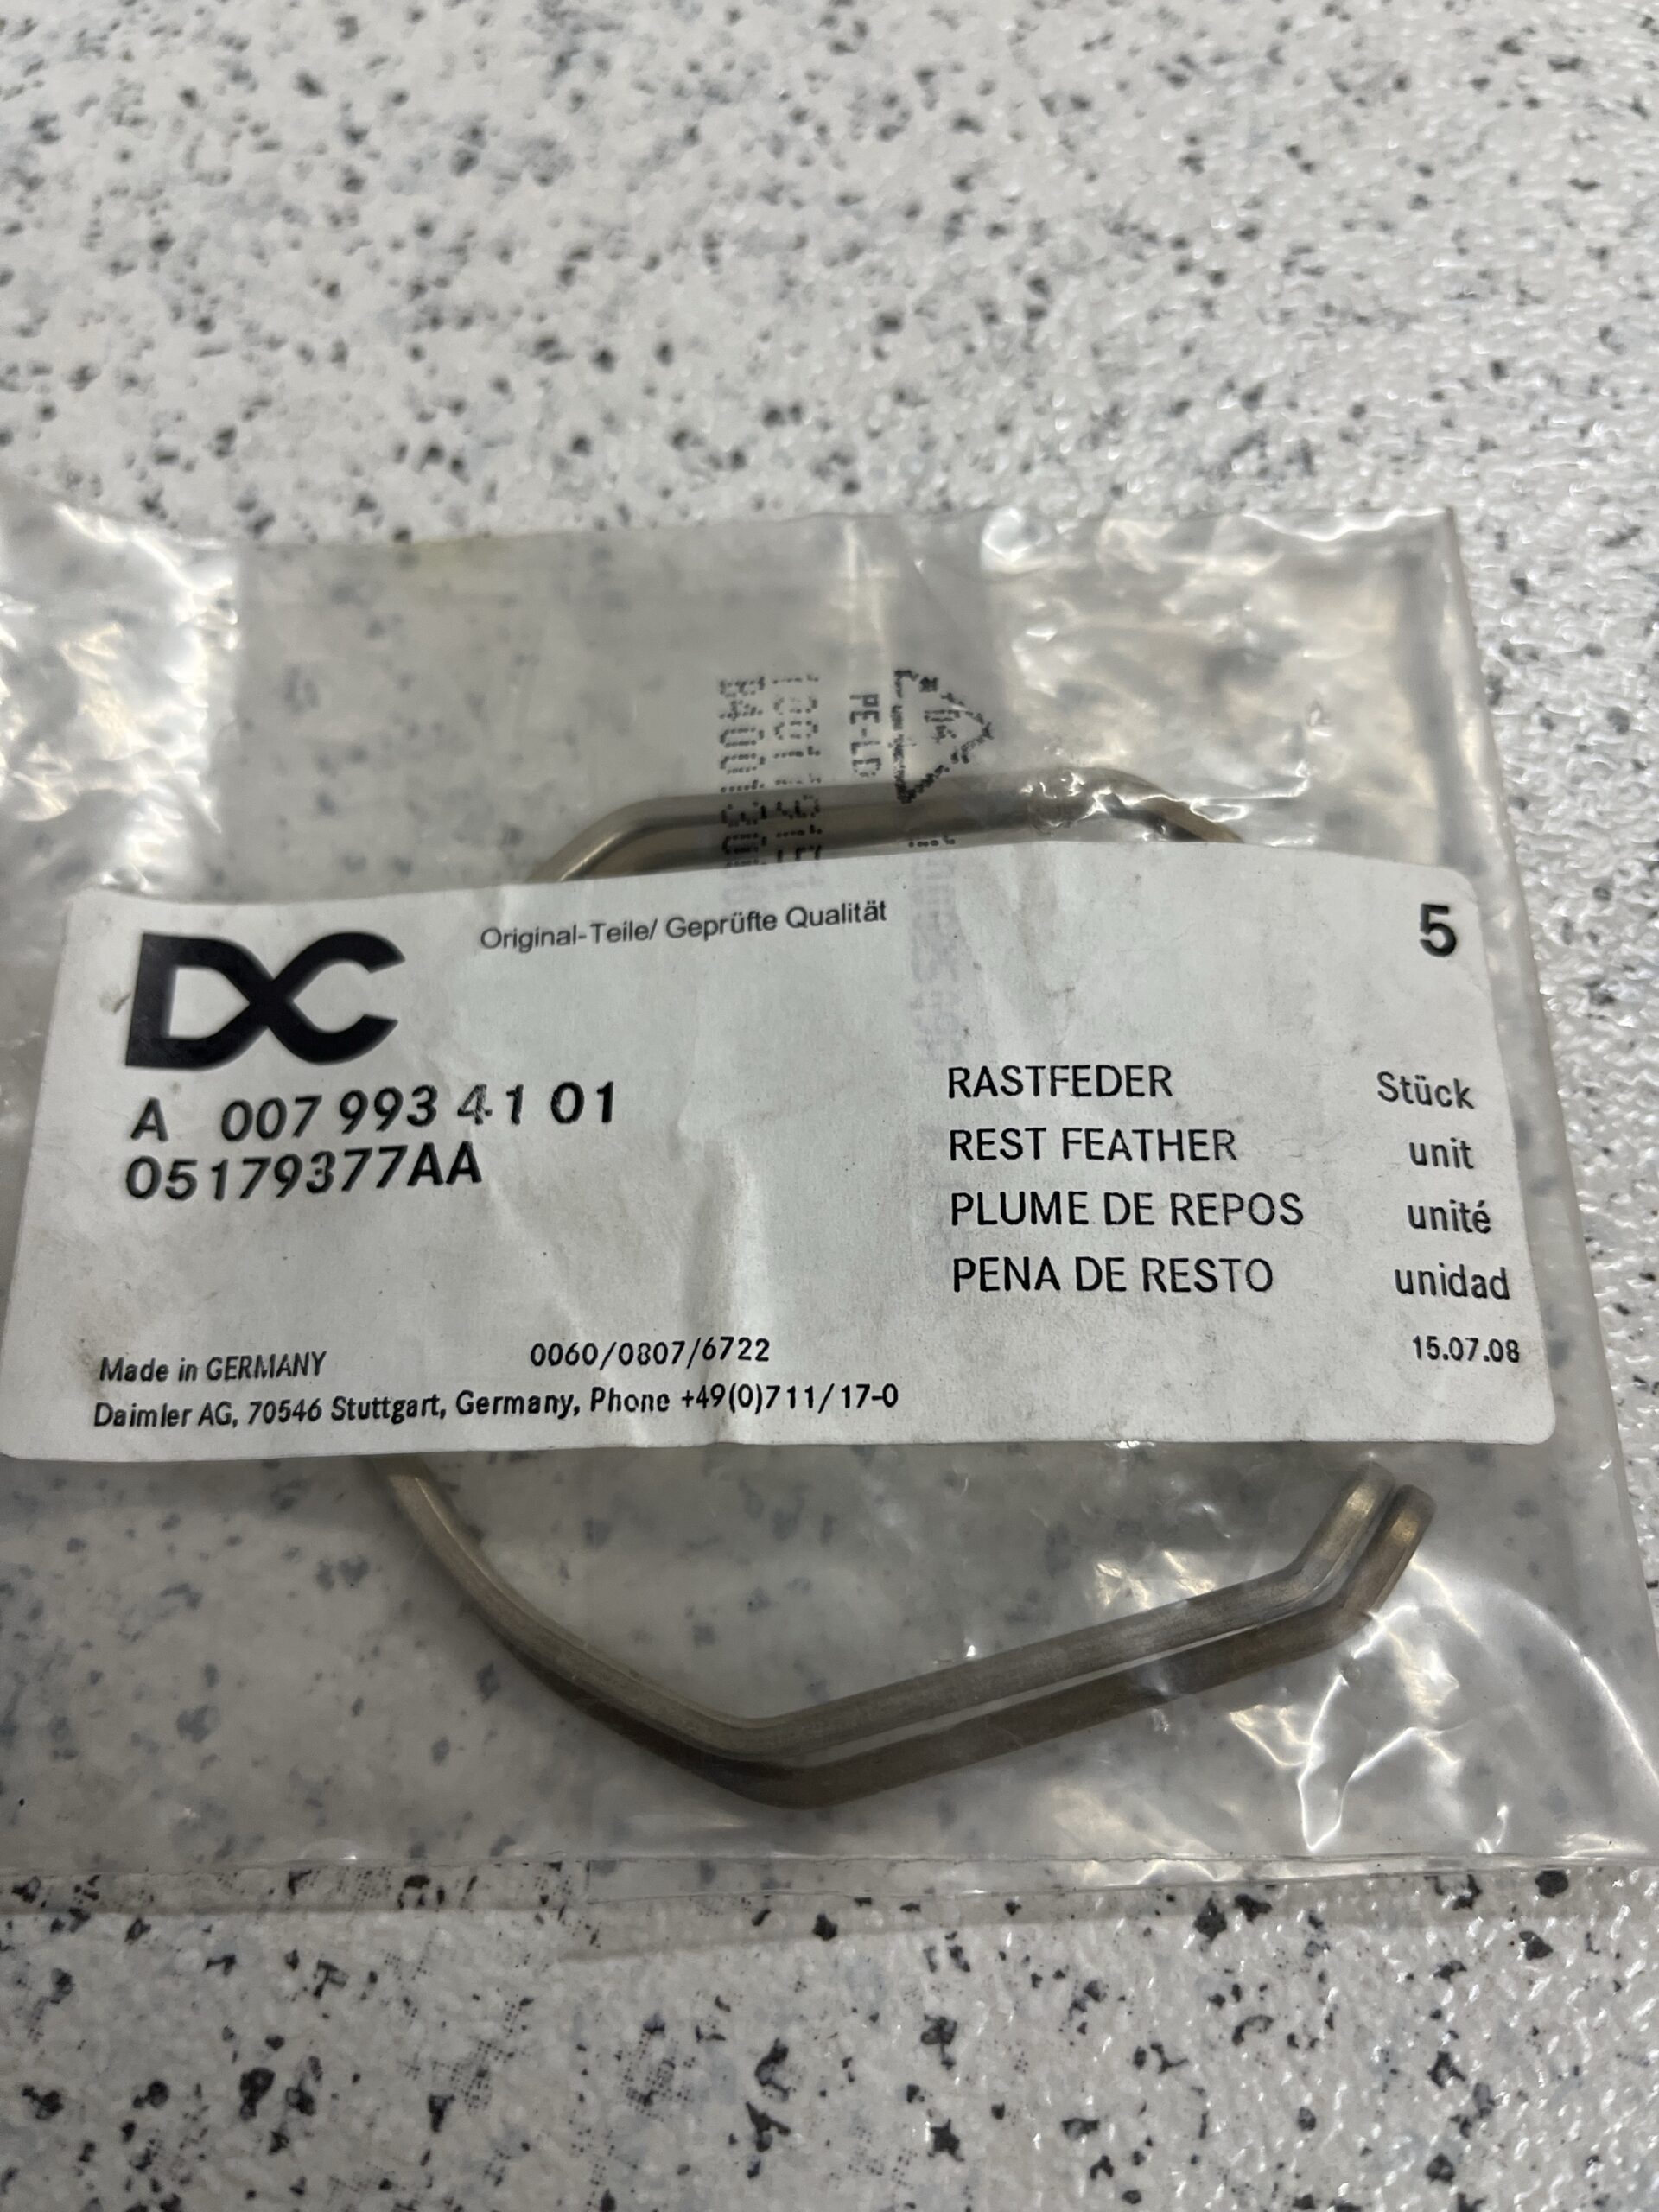 PE-LD
04
Original-Teile/ Geprüfte Qualität
5
DC
A 007 993 41 01
05179377AA
RASTFEDER Stück
REST FEATHER unit
PLUME DE REPOS unité
PENA DE RESTO unidad
Made in GERMANY 0060/0807/6722 15.07.08
Daimler AG, 70546 Stuttgart, Germany, Phone +49(0)711/17-0